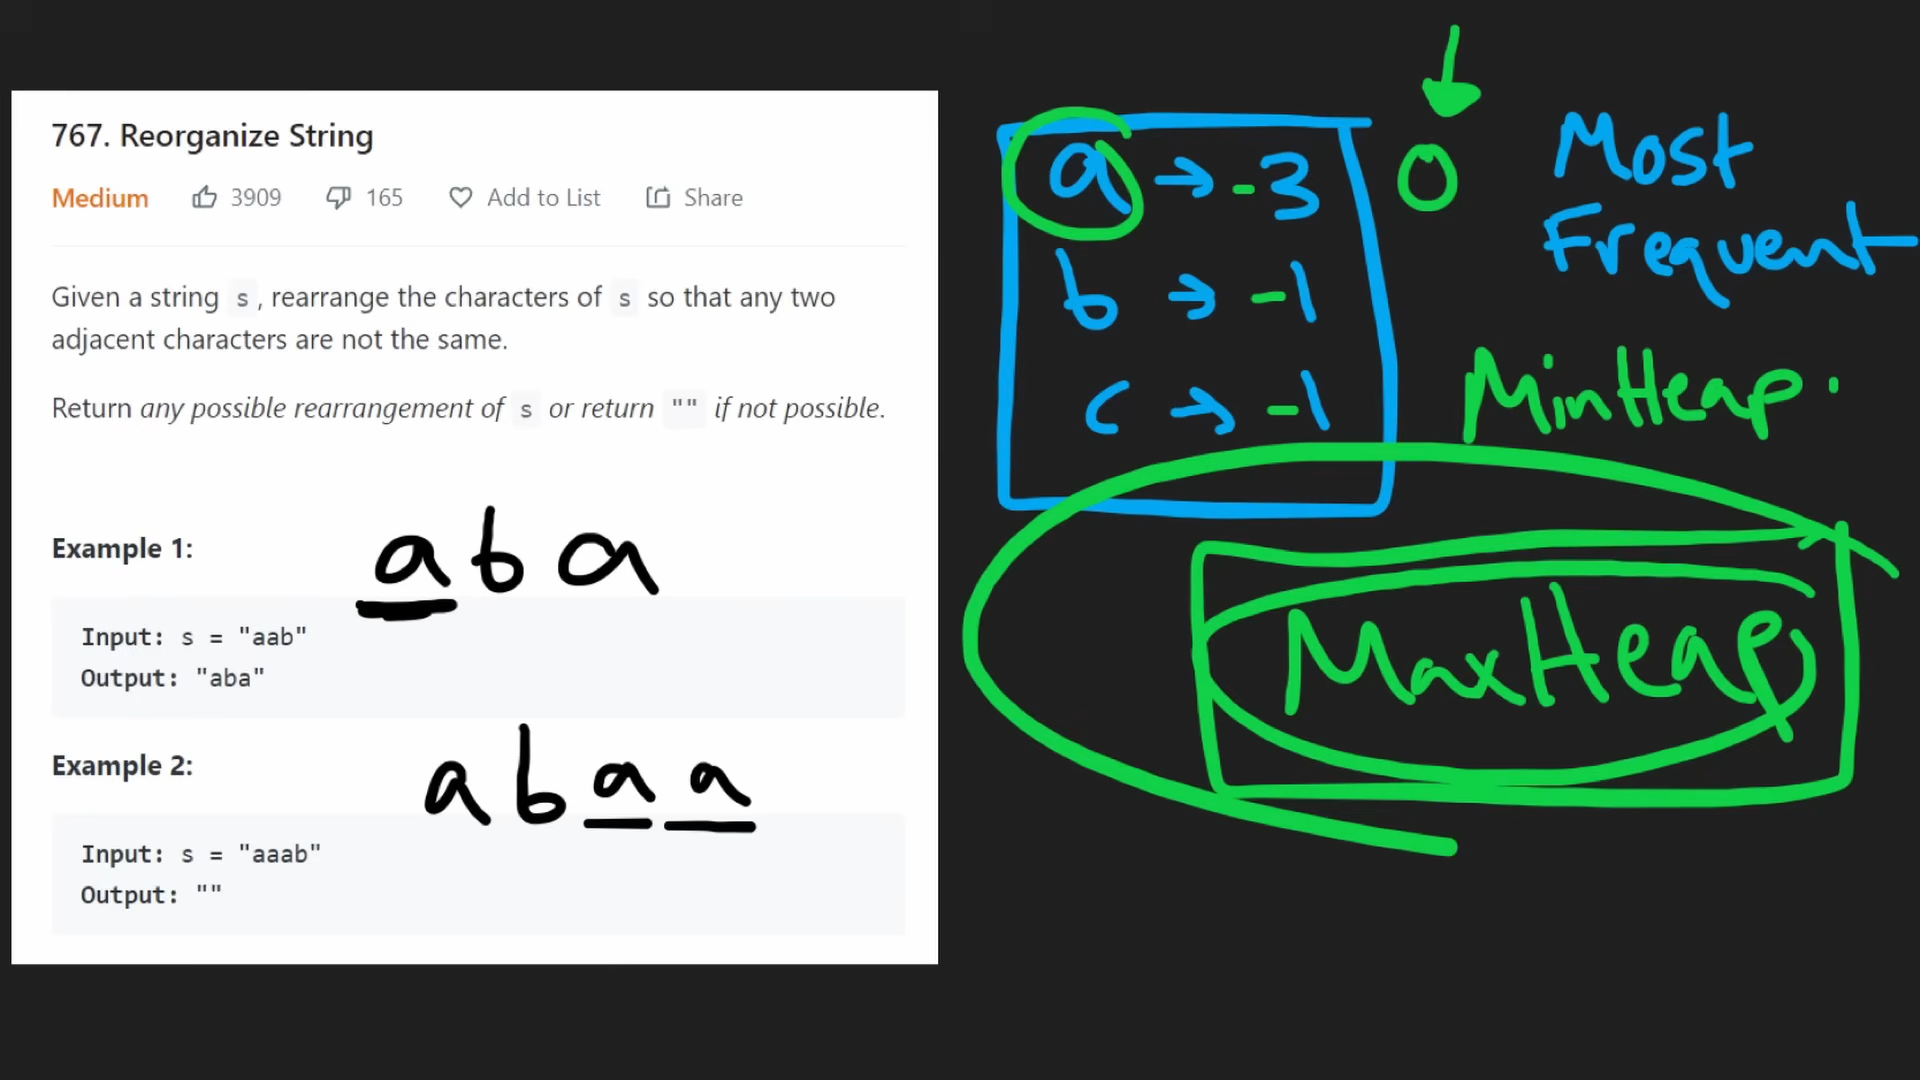 767. Reorganize String
Medium 3909 165 Add to List Share
Given a string s, rearrange the characters of s so that any two
adjacent characters are not the same.
Return any possible rearrangement of s or return "" if not possible.
Example 1:
aba
Input: s = "aab"
Output: "aba"
Example 2:
abaa
Input: s = "aaab"
Output: ""
a → -3
b → -1
c → -1
0
Most
Frequent
MinHeap
MaxHeap